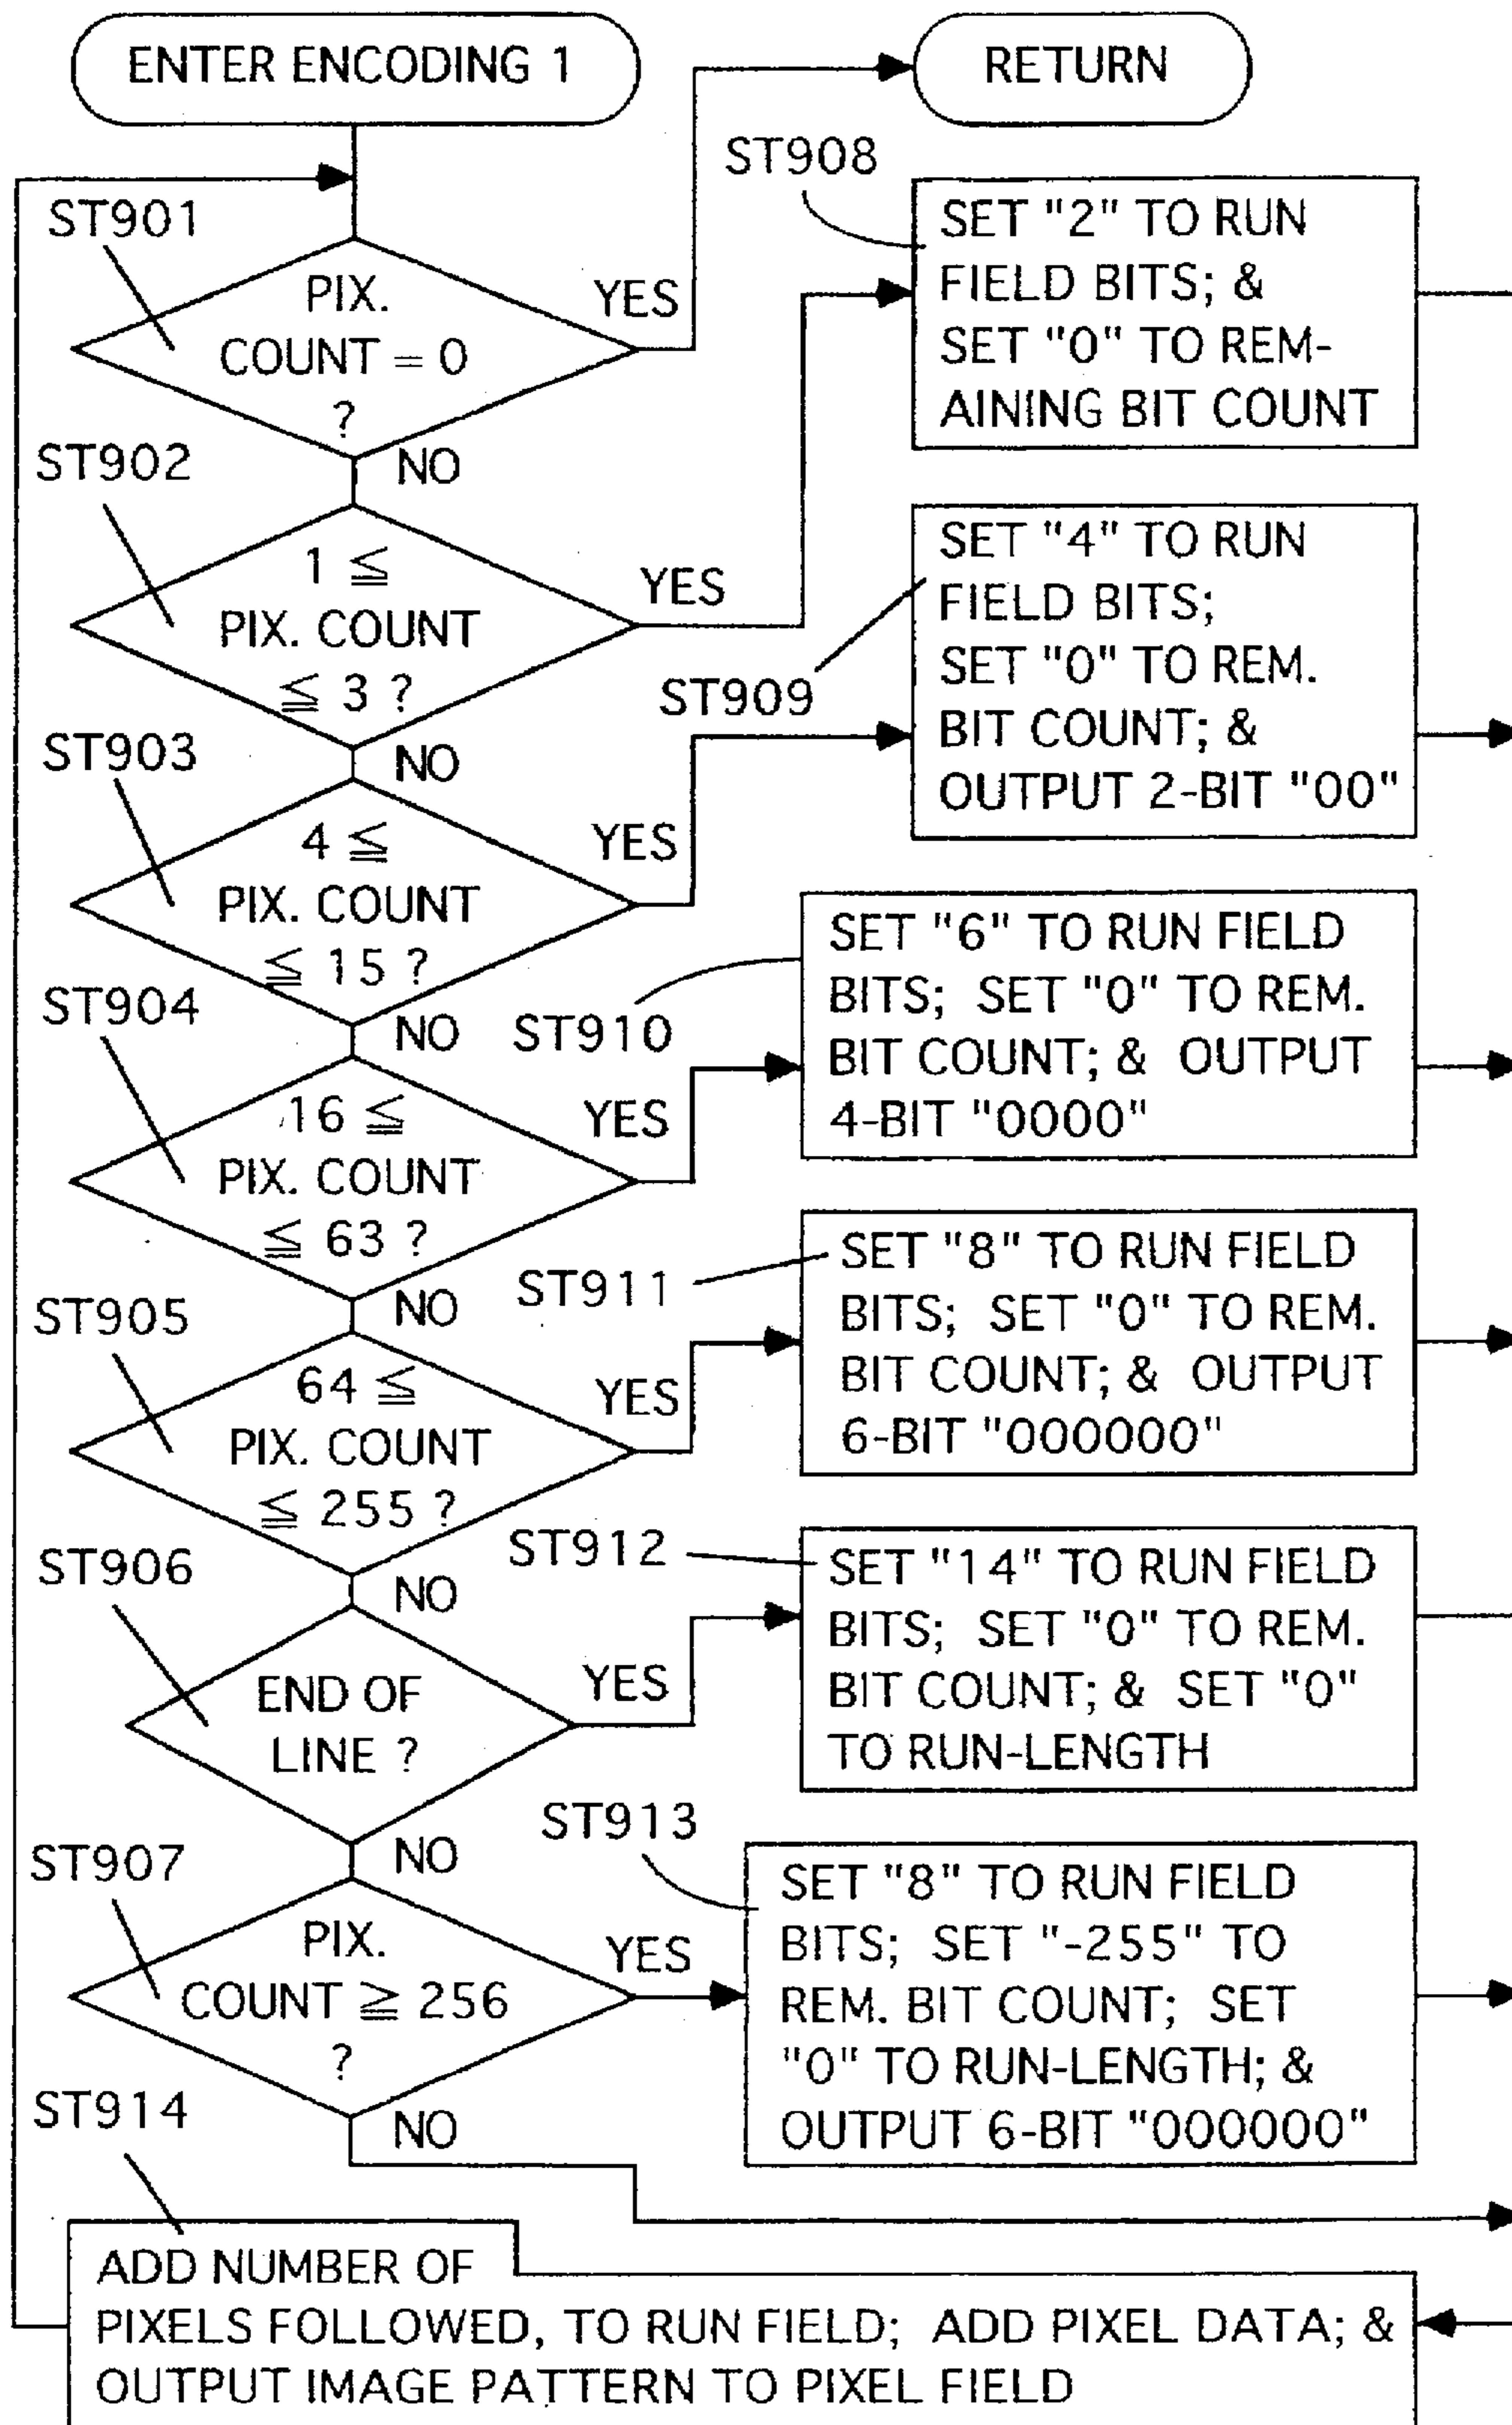 ENTER ENCODING 1
RETURN
ST908
SET "2" TO RUN
FIELD BITS; &
SET "0" TO REM-
AINING BIT COUNT
ST901
PIX.
COUNT = 0
?
YES
NO
ST902
1 ≦
PIX. COUNT
≦ 3 ?
YES
NO
ST909
SET "4" TO RUN
FIELD BITS;
SET "0" TO REM.
BIT COUNT; &
OUTPUT 2-BIT "00"
ST903
4 ≦
PIX. COUNT
≦ 15 ?
YES
NO
ST910
SET "6" TO RUN FIELD
BITS; SET "0" TO REM.
BIT COUNT; & OUTPUT
4-BIT "0000"
ST904
16 ≦
PIX. COUNT
≦ 63 ?
YES
NO
ST911
SET "8" TO RUN FIELD
BITS; SET "0" TO REM.
BIT COUNT; & OUTPUT
6-BIT "000000"
ST905
64 ≦
PIX. COUNT
≦ 255 ?
YES
NO
ST912
SET "14" TO RUN FIELD
BITS; SET "0" TO REM.
BIT COUNT; & SET "0"
TO RUN-LENGTH
ST906
END OF
LINE ?
YES
NO
ST913
SET "8" TO RUN FIELD
BITS; SET "-255" TO
REM. BIT COUNT; SET
"0" TO RUN-LENGTH; &
OUTPUT 6-BIT "000000"
ST907
PIX.
COUNT ≧ 256
?
YES
NO
ST914
ADD NUMBER OF
PIXELS FOLLOWED, TO RUN FIELD; ADD PIXEL DATA; &
OUTPUT IMAGE PATTERN TO PIXEL FIELD